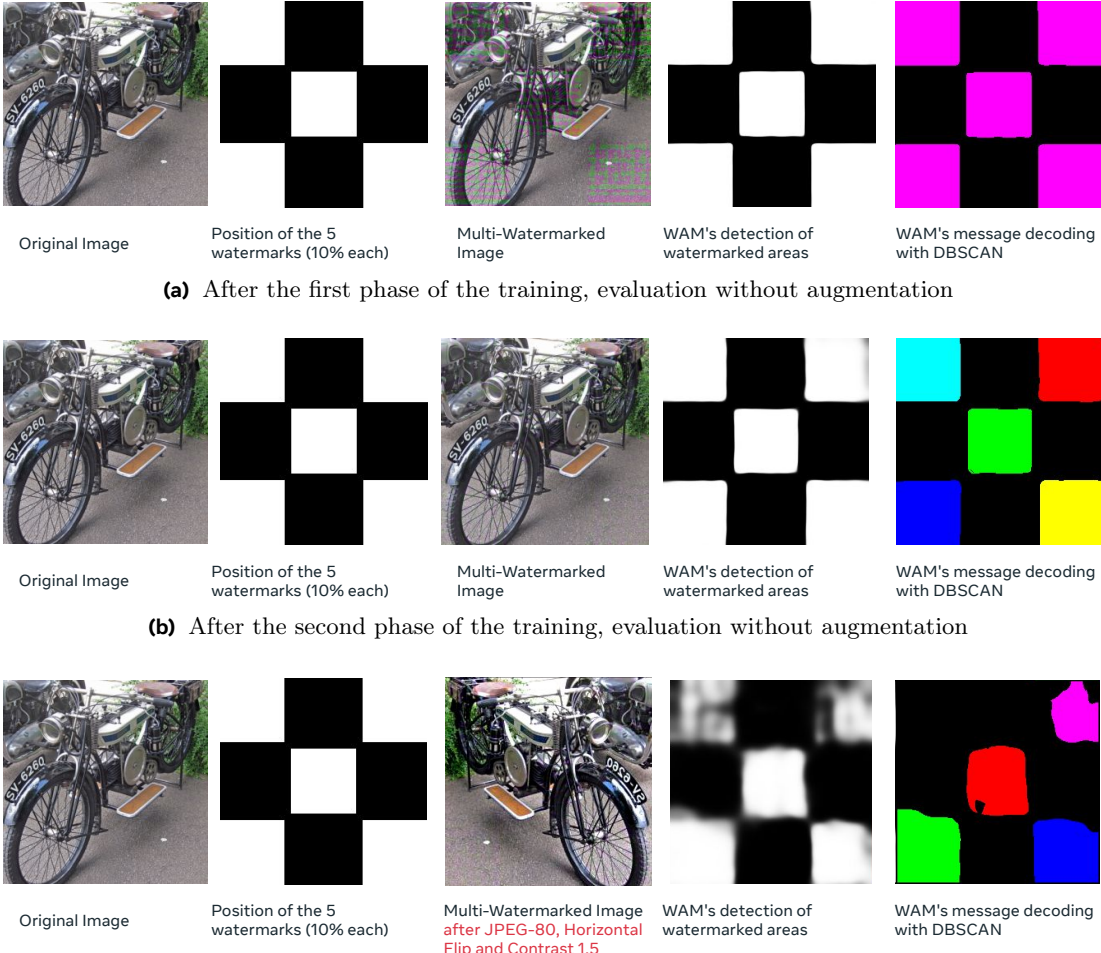 SV-6260
SV-6260
Original Image
Position of the 5
watermarks (10% each)
Multi-Watermarked
Image
WAM's detection of
watermarked areas
WAM's message decoding
with DBSCAN
(a) After the first phase of the training, evaluation without augmentation
SV-6260
SV-6260
Original Image
Position of the 5
watermarks (10% each)
Multi-Watermarked
Image
WAM's detection of
watermarked areas
WAM's message decoding
with DBSCAN
(b) After the second phase of the training, evaluation without augmentation
SV-6260
SV-6260
Original Image
Position of the 5
watermarks (10% each)
Multi-Watermarked Image
after JPEG-80, Horizontal
Flip and Contrast 1.5
WAM's detection of
watermarked areas
WAM's message decoding
with DBSCAN